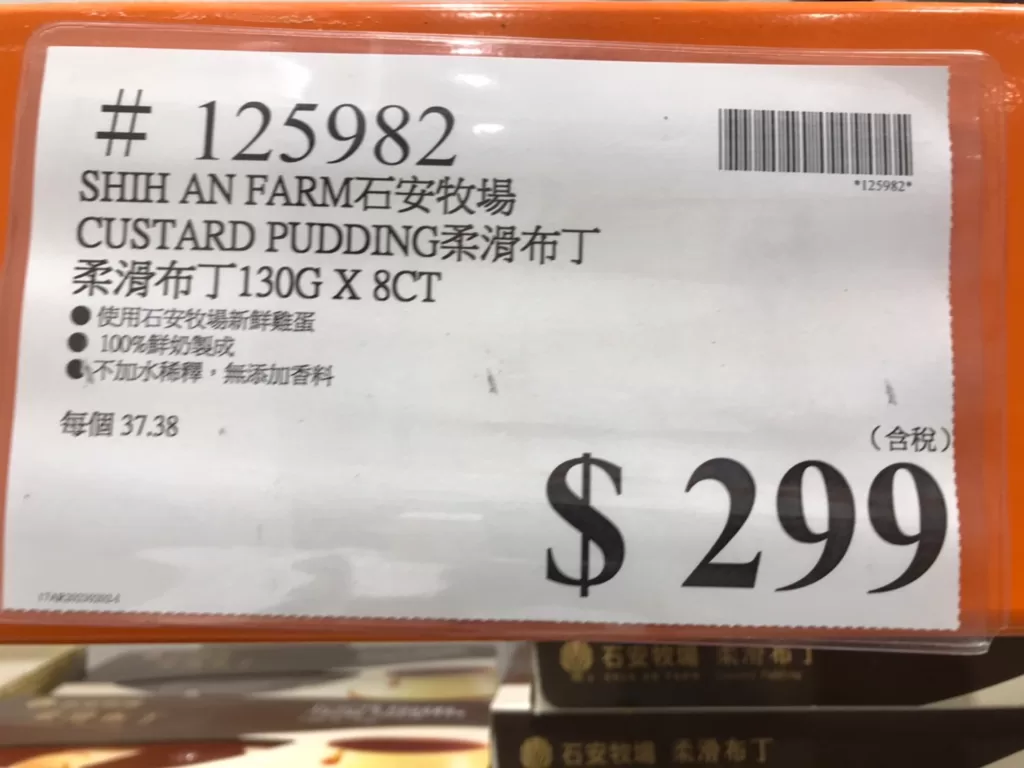 # 125982
*125982*
SHIH AN FARM石安牧場
CUSTARD PUDDING柔滑布丁
柔滑布丁130G X 8CT
● 使用石安牧場新鮮雞蛋
● 100%鮮奶製成
● 不加水稀釋，無添加香料
每個 37.38
（含稅）
$ 299
石安牧場 柔滑布丁
石安牧場 柔滑布丁